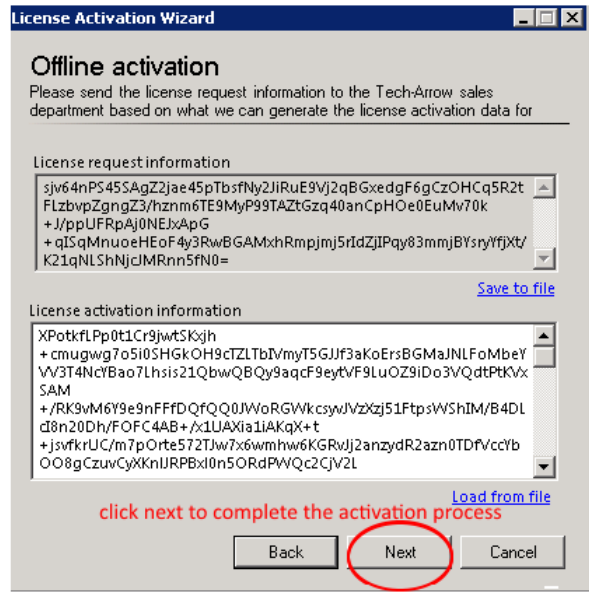 License Activation Wizard
Offline activation
Please send the license request information to the Tech-Arrow sales
department based on what we can generate the license activation data for
License request information
sjv64nPS45SAgZ2jae45pTbsfNy2JiRuE9Vj2qBGxedgF6gCzOHCq5R2t
FLzbvpZgngZ3/hznm6TE9MyP99TAZtGzq40anCpHOe0EuMv70k
+J/ppUFRpAj0NEJxApG
+qISqMnuoeHEoF4y3RwBGAMxhRmpjmj5rIdZjIPqy83mmjBYsryYfjXt/
K21qNLShNjcJMRnn5fN0=
Save to file
License activation information
XPotkfLPp0t1Cr9jwtSKxjh
+cmugwg7o5i0SHGkOH9cTZLTbIVmyT5GJJf3aKoErsBGMaJNLFoMbeY
VV3T4NcYBao7Lhsis21QbwQBQy9aqcF9eytVF9LuOZ9iDo3VQdtPtKVx
SAM
+/RK9vM6Y9e9nFFfDQfQQ0JWoRGWkcsywJVzXzj51FtpsWShIM/B4DL
cI8n20Dh/FOFC4AB+/x1UAXia1iAKqX+t
+jsvfkrUC/m7pOrte572TJw7x6wmhw6KGRvJj2anzydR2azn0TDfVccYb
OO8gCzuvCyXKnIJRPBxI0n5ORdPWQc2CjV2L
Load from file
click next to complete the activation process
Back
Next
Cancel